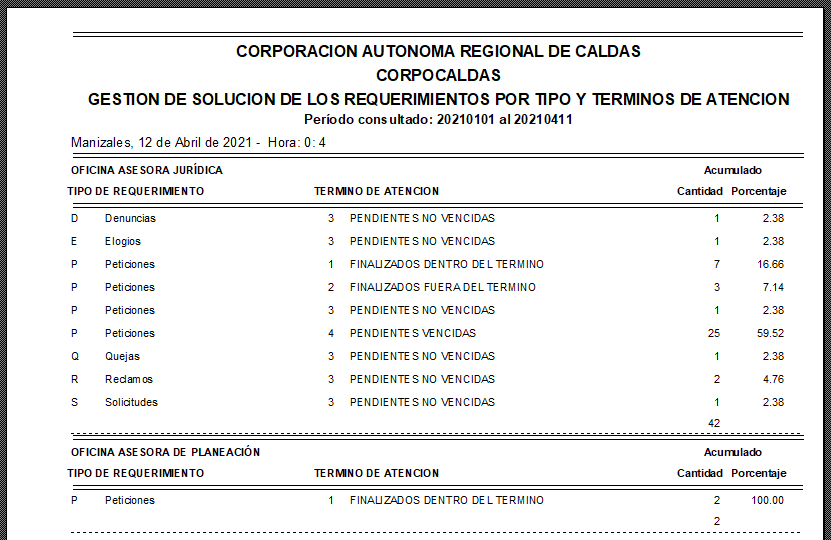 CORPORACION AUTONOMA REGIONAL DE CALDAS
CORPOCALDAS
GESTION DE SOLUCION DE LOS REQUERIMIENTOS POR TIPO Y TERMINOS DE ATENCION
Período consultado: 20210101 al 20210411
Manizales, 12 de Abril de 2021 - Hora: 0: 4
OFICINA ASESORA JURÍDICA Acumulado
TIPO DE REQUERIMIENTO TERMINO DE ATENCION Cantidad Porcentaje
D Denuncias 3 PENDIENTES NO VENCIDAS 1 2.38
E Elogios 3 PENDIENTES NO VENCIDAS 1 2.38
P Peticiones 1 FINALIZADOS DENTRO DEL TERMINO 7 16.66
P Peticiones 2 FINALIZADOS FUERA DEL TERMINO 3 7.14
P Peticiones 3 PENDIENTES NO VENCIDAS 1 2.38
P Peticiones 4 PENDIENTES VENCIDAS 25 59.52
Q Quejas 3 PENDIENTES NO VENCIDAS 1 2.38
R Reclamos 3 PENDIENTES NO VENCIDAS 2 4.76
S Solicitudes 3 PENDIENTES NO VENCIDAS 1 2.38
42
OFICINA ASESORA DE PLANEACIÓN Acumulado
TIPO DE REQUERIMIENTO TERMINO DE ATENCION Cantidad Porcentaje
P Peticiones 1 FINALIZADOS DENTRO DEL TERMINO 2 100.00
2